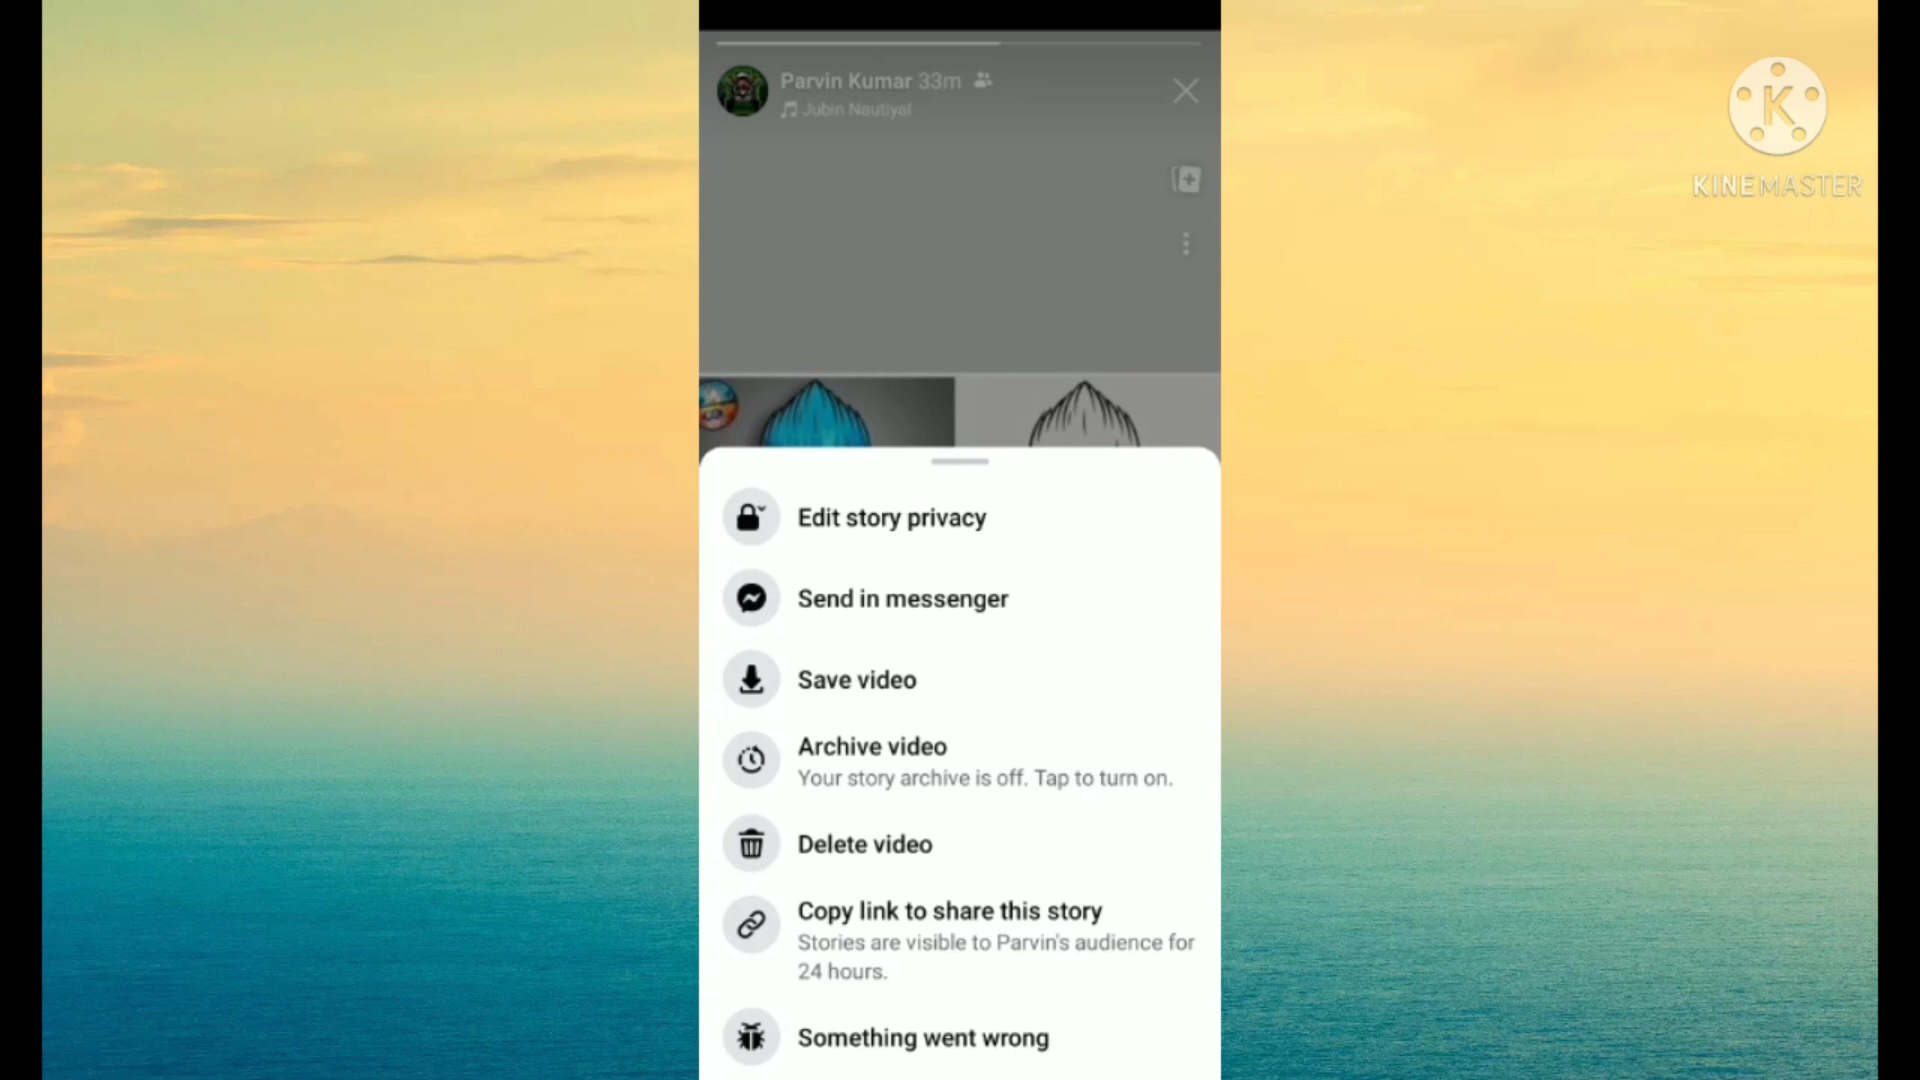 Parvin Kumar 33m
Jubin Nautiyal
K
KINEMASTER
Edit story privacy
Send in messenger
Save video
Archive video
Your story archive is off. Tap to turn on.
Delete video
Copy link to share this story
Stories are visible to Parvin's audience for
24 hours.
Something went wrong